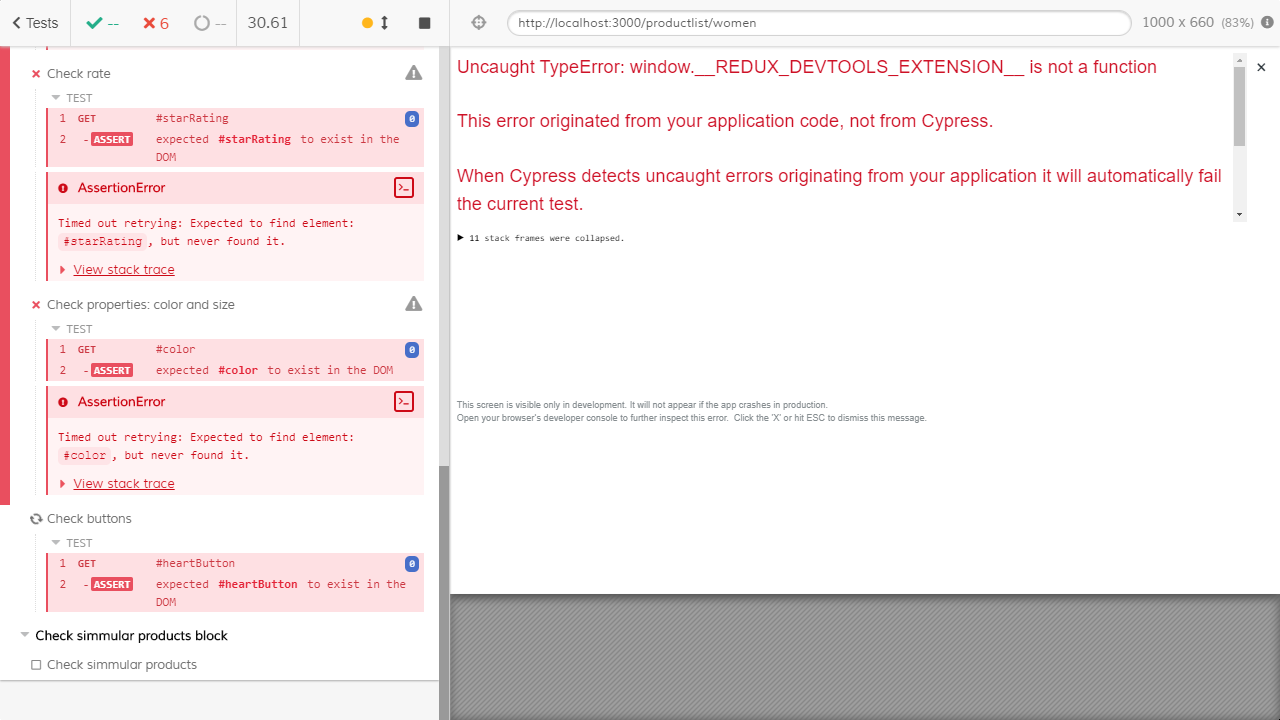 Tests
--
6
--
30.61
http://localhost:3000/productlist/women
1000 x 660 (83%)
Check rate
TEST
1 GET #starRating 0
2 -ASSERT expected #starRating to exist in the
DOM
AssertionError
Timed out retrying: Expected to find element:
#starRating, but never found it.
View stack trace
Check properties: color and size
TEST
1 GET #color 0
2 -ASSERT expected #color to exist in the DOM
AssertionError
Timed out retrying: Expected to find element:
#color, but never found it.
View stack trace
Check buttons
TEST
1 GET #heartButton 0
2 -ASSERT expected #heartButton to exist in the
DOM
Check simmular products block
Check simmular products
Uncaught TypeError: window.__REDUX_DEVTOOLS_EXTENSION__ is not a function
This error originated from your application code, not from Cypress.
When Cypress detects uncaught errors originating from your application it will automatically fail
the current test.
11 stack frames were collapsed.
This screen is visible only in development. It will not appear if the app crashes in production.
Open your browser's developer console to further inspect this error. Click the 'X' or hit ESC to dismiss this message.